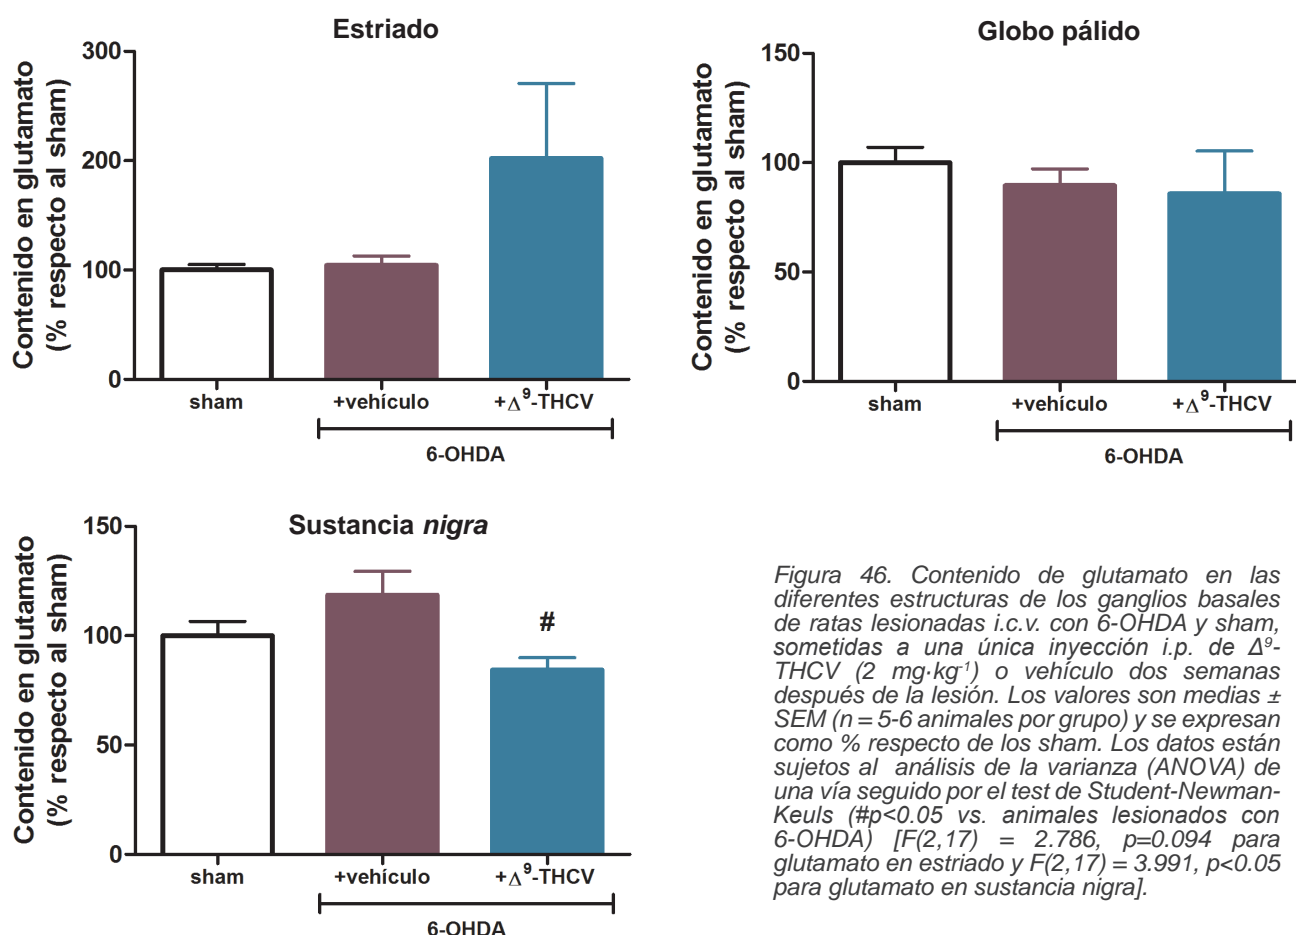 Estriado
Contenido en glutamato
(% respecto al sham)
300
200
100
0
sham
+vehículo
+Δ⁹-THCV
6-OHDA
Globo pálido
Contenido en glutamato
(% respecto al sham)
150
100
50
0
sham
+vehículo
+Δ⁹-THCV
6-OHDA
Sustancia nigra
Contenido en glutamato
(% respecto al sham)
150
100
50
0
#
sham
+vehículo
+Δ⁹-THCV
6-OHDA
Figura 46. Contenido de glutamato en las
diferentes estructuras de los ganglios basales
de ratas lesionadas i.c.v. con 6-OHDA y sham,
sometidas a una única inyección i.p. de Δ⁹-
THCV (2 mg·kg⁻¹) o vehículo dos semanas
después de la lesión. Los valores son medias ±
SEM (n = 5-6 animales por grupo) y se expresan
como % respecto de los sham. Los datos están
sujetos al análisis de la varianza (ANOVA) de
una vía seguido por el test de Student-Newman-
Keuls (#p<0.05 vs. animales lesionados con
6-OHDA) [F(2,17) = 2.786, p=0.094 para
glutamato en estriado y F(2,17) = 3.991, p<0.05
para glutamato en sustancia nigra].